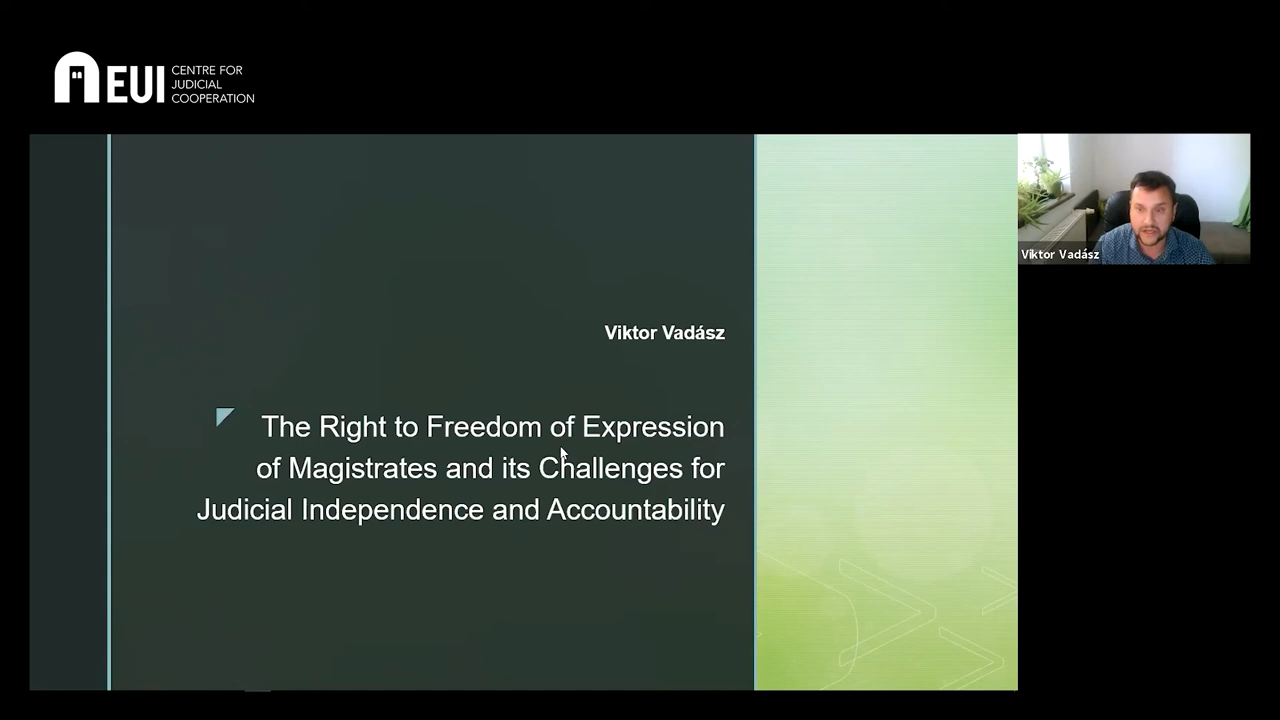 EUI
CENTRE FOR
JUDICIAL
COOPERATION
Viktor Vadász
Viktor Vadász
The Right to Freedom of Expression
of Magistrates and its Challenges for
Judicial Independence and Accountability